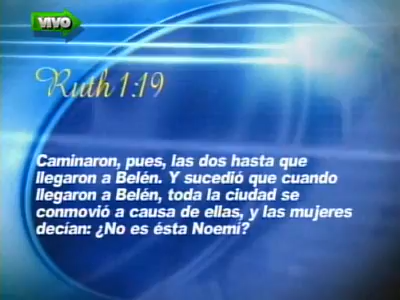 VIVO
Ruth 1:19
Caminaron, pues, las dos hasta que
llegaron a Belén. Y sucedió que cuando
llegaron a Belén, toda la ciudad se
conmovió a causa de ellas, y las mujeres
decían: ¿No es ésta Noemí?